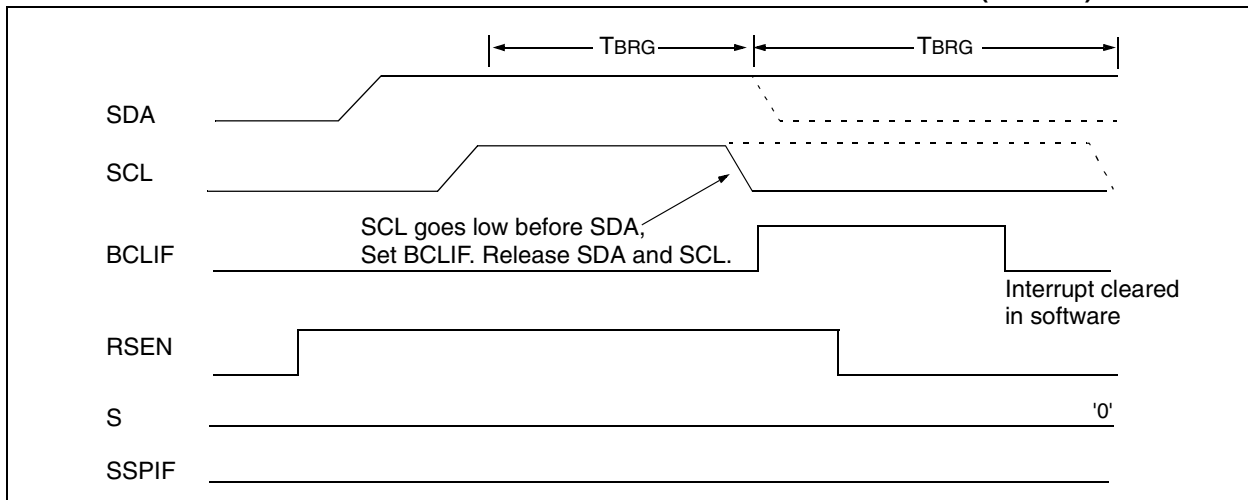 TBRG
TBRG
SDA
SCL
SCL goes low before SDA,
Set BCLIF. Release SDA and SCL.
BCLIF
Interrupt cleared
in software
RSEN
S
'0'
SSPIF